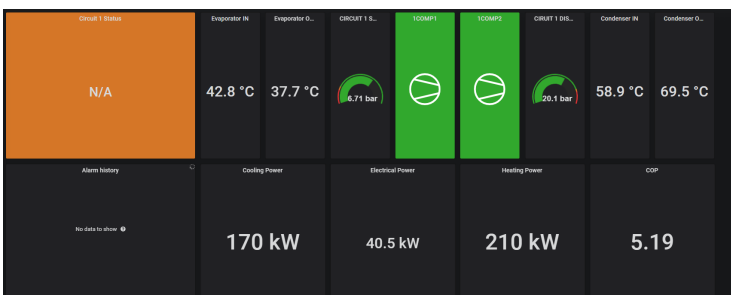 Circuit 1 Status
Evaporator IN
Evaporator O...
CIRCUIT 1 S...
1COMP1
1COMP2
CIRUIT 1 DIS...
Condenser IN
Condenser O...
N/A
42.8 °C
37.7 °C
6.71 bar
20.1 bar
58.9 °C
69.5 °C
Alarm history
Cooling Power
Electrical Power
Heating Power
COP
No data to show
170 kW
40.5 kW
210 kW
5.19